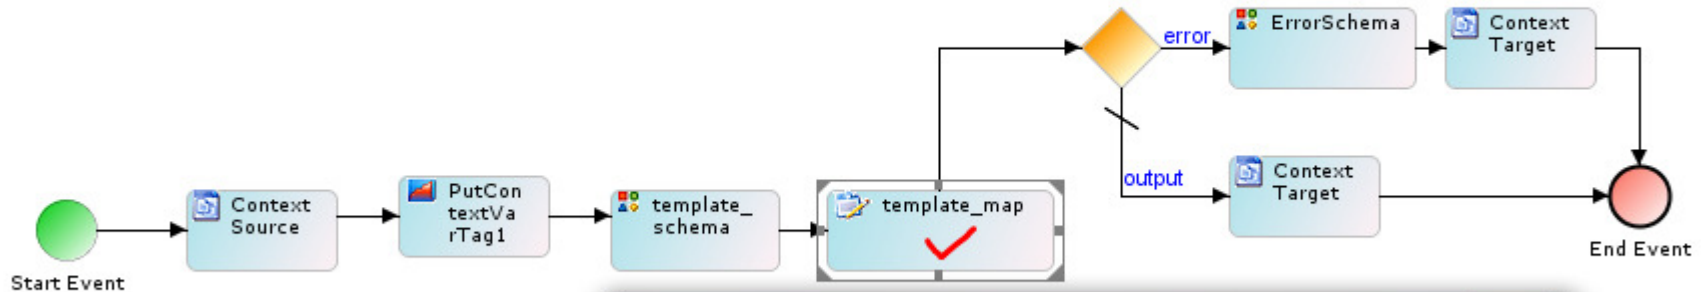 Start Event
Context
Source
PutCon
textVa
rTag1
template_
schema
template_map
error
ErrorSchema
Context
Target
output
Context
Target
End Event